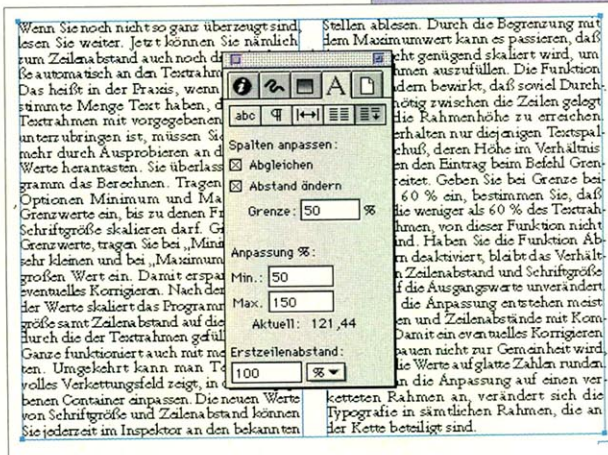 Wenn Sie noch nicht so ganz überzeugt sind,
lesen Sie weiter. Jetzt können Sie nämlich
zum Zeilenabstand auch noch di
ße automatisch an den Textrahm
Das heißt in der Praxis, wenn
stimmte Menge Text haben, d
Textrahmen mit vorgegebenen
unterzubringen ist, müssen Sie
mehr durch Ausprobieren an d
Werte herantasten. Sie überlass
gramm das Berechnen. Tragen
Optionen Minimum und Ma
Grenzwerte ein, bis zu denen Fr
Schriftgröße skalieren darf. G
Grenzwerte, tragen Sie bei „Mini
sehr kleinen und bei „Maximum
großen Wert ein. Damit erspar
eventuelles Korrigieren. Nach der
der Werte skaliert das Programm
größe samt Zeilenabstand auf die
durch die der Textrahmen gefül
Ganze funktioniert auch mit me
ten. Umgekehrt kann man Te
volles Verkettungsfeld zeigt, in d
benen Container einpassen. Die neuen Werte
von Schriftgröße und Zeilenabstand können
Sie jederzeit im Inspektor an den bekannten
Stellen ablesen. Durch die Begrenzung mit
dem Maximumwert kann es passieren, daß
cht genügend skaliert wird, um
hmen auszufüllen. Die Funktion
dern bewirkt, daß soviel Durch-
nötig zwischen die Zeilen gelegt
die Rahmenhöhe zu erreichen
erhalten nur diejenigen Textspal
chuß, deren Höhe im Verhältnis
den Eintrag beim Befehl Gren
eitet. Geben Sie bei Grenze bei-
60 % ein, bestimmen Sie, daß
die weniger als 60 % des Textrah-
hmen, von dieser Funktion nicht
nd. Haben Sie die Funktion Ab-
rn deaktiviert, bleibt das Verhält-
n Zeilenabstand und Schriftgröße
f die Ausgangswerte unverändert
die Anpassung entstehen meist
en und Zeilenabstände mit Kom-
Damit ein eventuelles Korrigieren
auen nicht zur Gemeinheit wird,
die Werte auf glatte Zahlen runden.
n die Anpassung auf einen ver-
ketteten Rahmen an, verändert sich die
Typografie in sämtlichen Rahmen, die an
der Kette beteiligt sind.
A
abc
Spalten anpassen:
Abgleichen
Abstand ändern
Grenze: 50 %
Anpassung %:
Min.: 50
Max. 150
Aktuell: 121,44
Erstzeilenabstand:
100 %